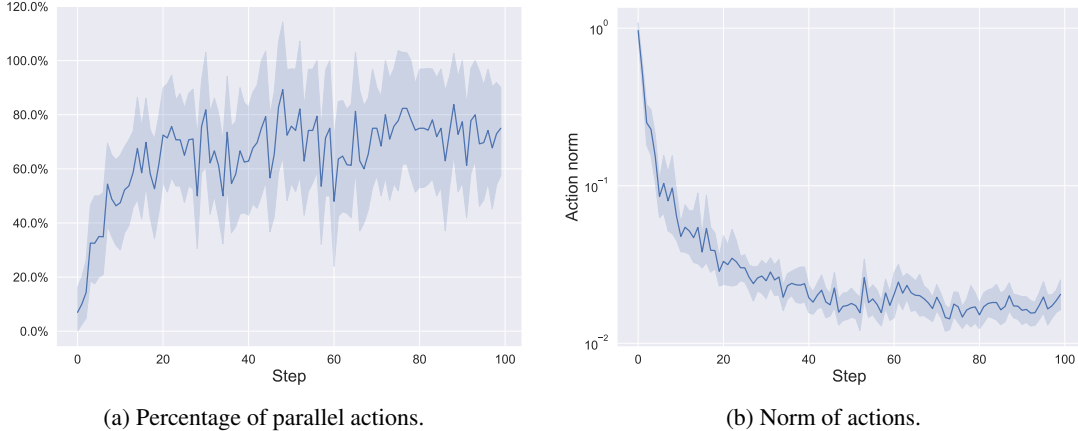 120.0%
100.0%
80.0%
60.0%
40.0%
20.0%
0.0%
0 20 40 60 80 100
Step
(a) Percentage of parallel actions.
10^0
10^-1
10^-2
Action norm
0 20 40 60 80 100
Step
(b) Norm of actions.